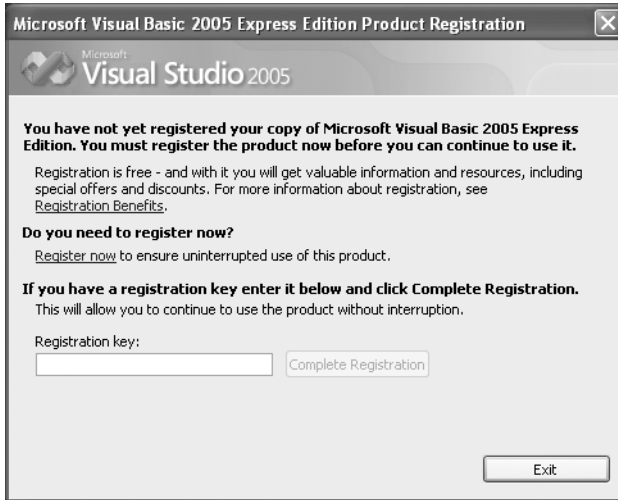 Microsoft Visual Basic 2005 Express Edition Product Registration
Microsoft
Visual Studio 2005
You have not yet registered your copy of Microsoft Visual Basic 2005 Express
Edition. You must register the product now before you can continue to use it.
Registration is free - and with it you will get valuable information and resources, including
special offers and discounts. For more information about registration, see
Registration Benefits.
Do you need to register now?
Register now to ensure uninterrupted use of this product.
If you have a registration key enter it below and click Complete Registration.
This will allow you to continue to use the product without interruption.
Registration key:
Complete Registration
Exit